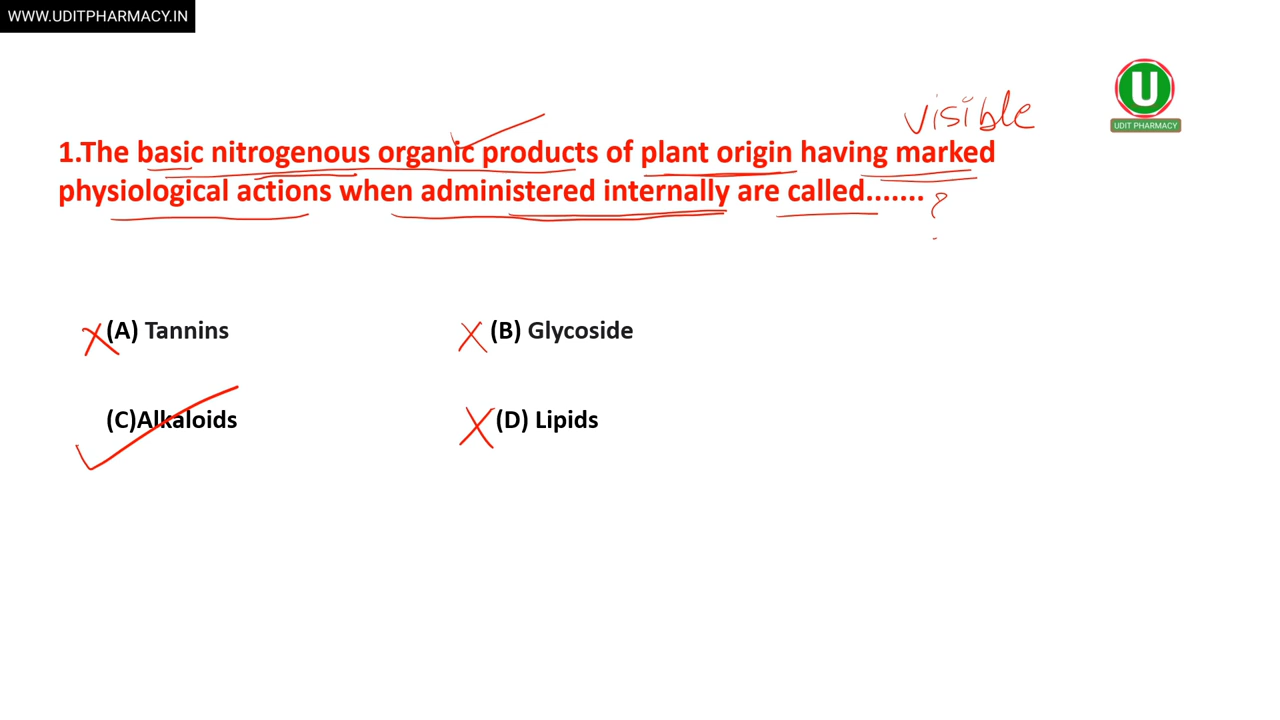 WWW.UDITPHARMACY.IN
U
UDIT PHARMACY
visible
1.The basic nitrogenous organic products of plant origin having marked
physiological actions when administered internally are called.......
?
(A) Tannins
(B) Glycoside
(C)Alkaloids
(D) Lipids